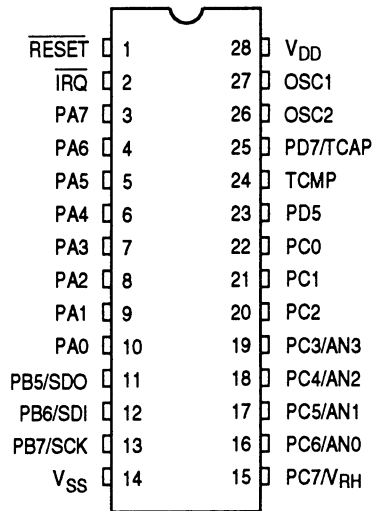 RESET 1 28 VDD
IRQ 2 27 OSC1
PA7 3 26 OSC2
PA6 4 25 PD7/TCAP
PA5 5 24 TCMP
PA4 6 23 PD5
PA3 7 22 PC0
PA2 8 21 PC1
PA1 9 20 PC2
PA0 10 19 PC3/AN3
PB5/SDO 11 18 PC4/AN2
PB6/SDI 12 17 PC5/AN1
PB7/SCK 13 16 PC6/AN0
VSS 14 15 PC7/VRH